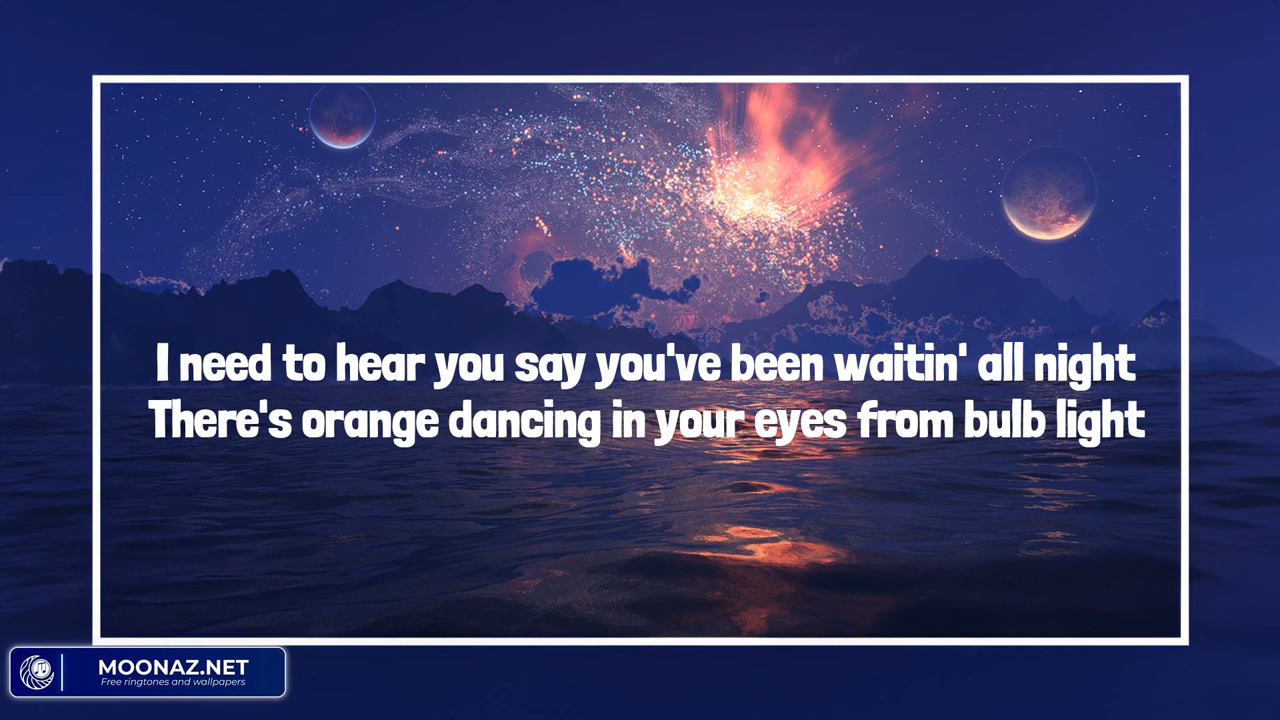 I need to hear you say you've been waitin' all night
There's orange dancing in your eyes from bulb light
MOONAZ.NET
Free ringtones and wallpapers